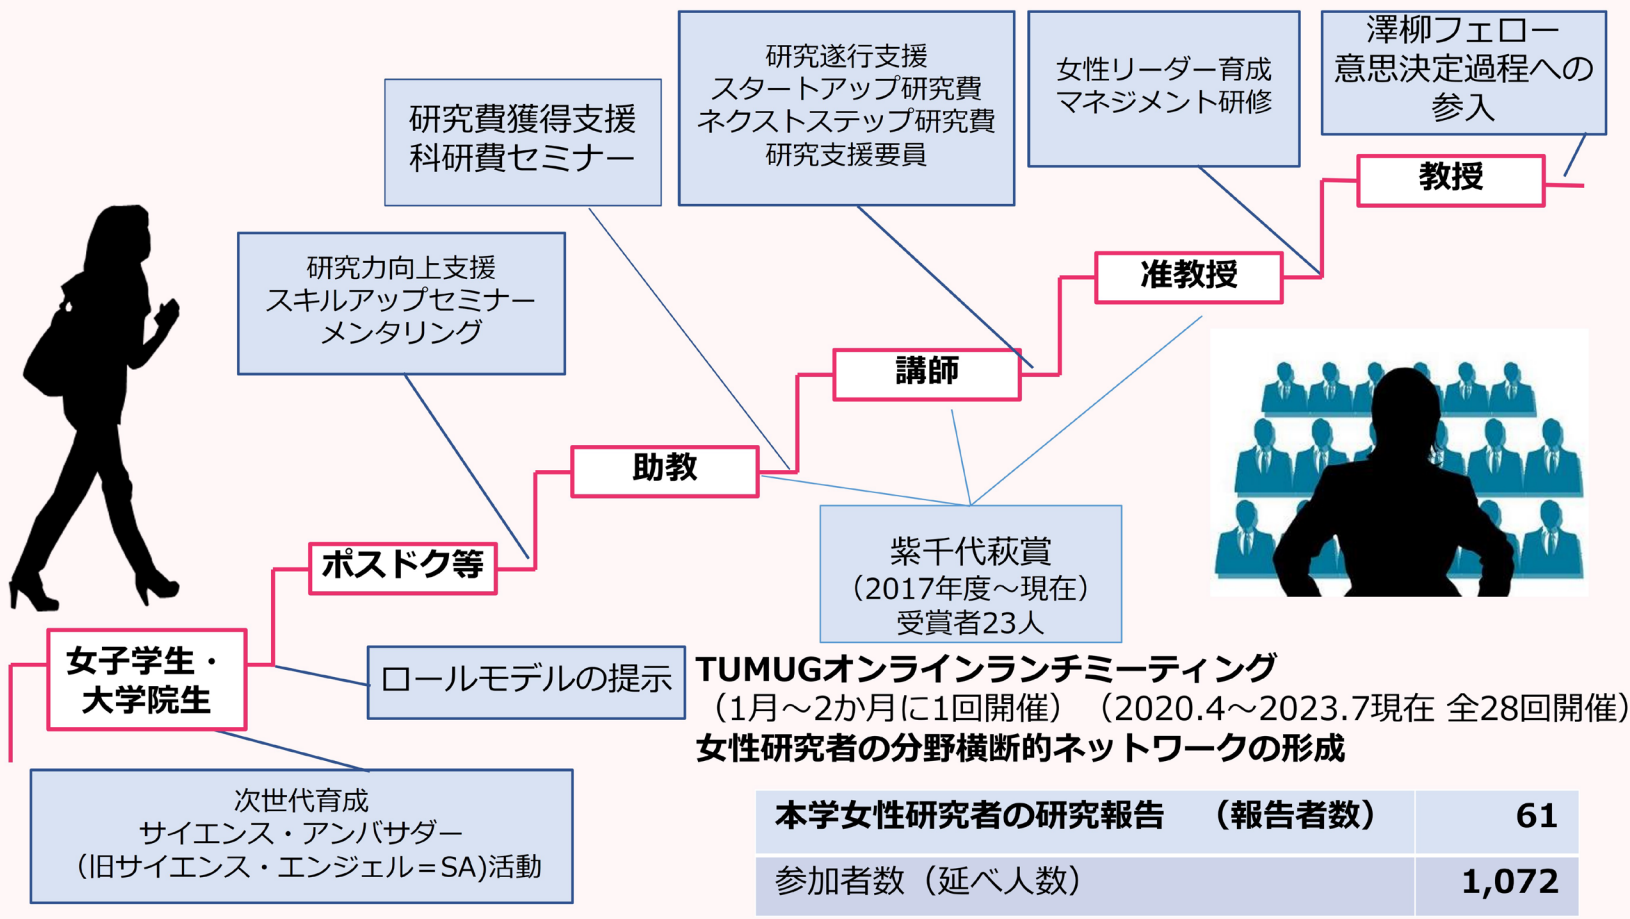 澤柳フェロー
意思決定過程への
参入
女性リーダー育成
マネジメント研修
研究遂行支援
スタートアップ研究費
ネクストステップ研究費
研究支援要員
研究費獲得支援
科研費セミナー
研究力向上支援
スキルアップセミナー
メンタリング
教授
准教授
講師
助教
ポスドク等
女子学生・
大学院生
紫千代萩賞
（2017年度～現在）
受賞者23人
ロールモデルの提示
次世代育成
サイエンス・アンバサダー
(旧サイエンス・エンジェル＝SA)活動
TUMUGオンラインランチミーティング
（1月～2か月に1回開催）（2020.4～2023.7現在 全28回開催）
女性研究者の分野横断的ネットワークの形成
本学女性研究者の研究報告　（報告者数） 61
参加者数（延べ人数） 1,072